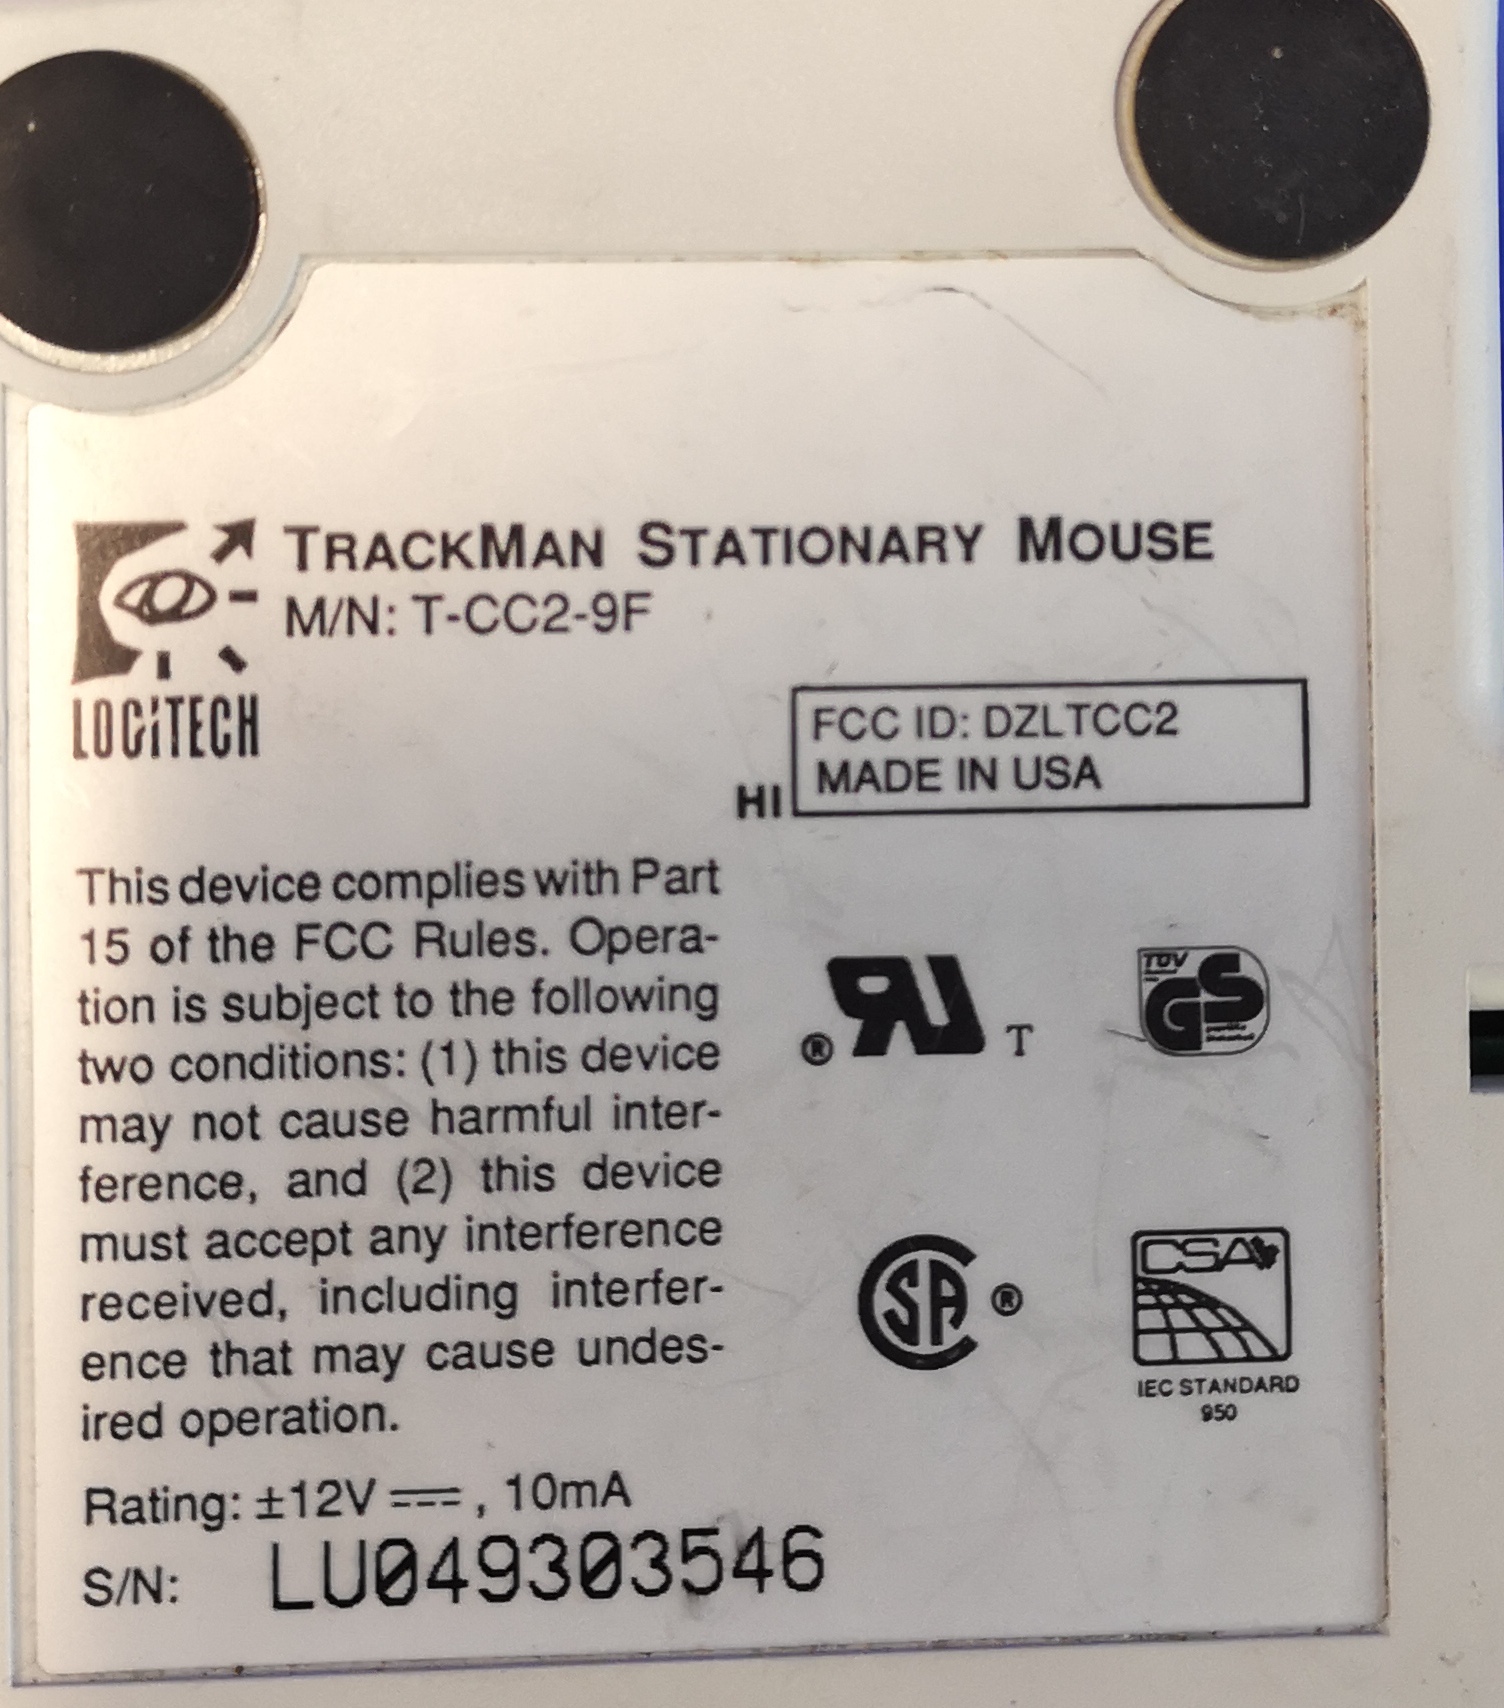 TRACKMAN STATIONARY MOUSE
M/N: T-CC2-9F
LOGITECH
FCC ID: DZLTCC2
MADE IN USA
HI
This device complies with Part
15 of the FCC Rules. Opera-
tion is subject to the following
two conditions: (1) this device
may not cause harmful inter-
ference, and (2) this device
must accept any interference
received, including interfer-
ence that may cause undes-
ired operation.
® RU T
TÜV
GS
SA ®
CSA
IEC STANDARD
950
Rating: ±12V ⎓, 10mA
S/N: LU049303546